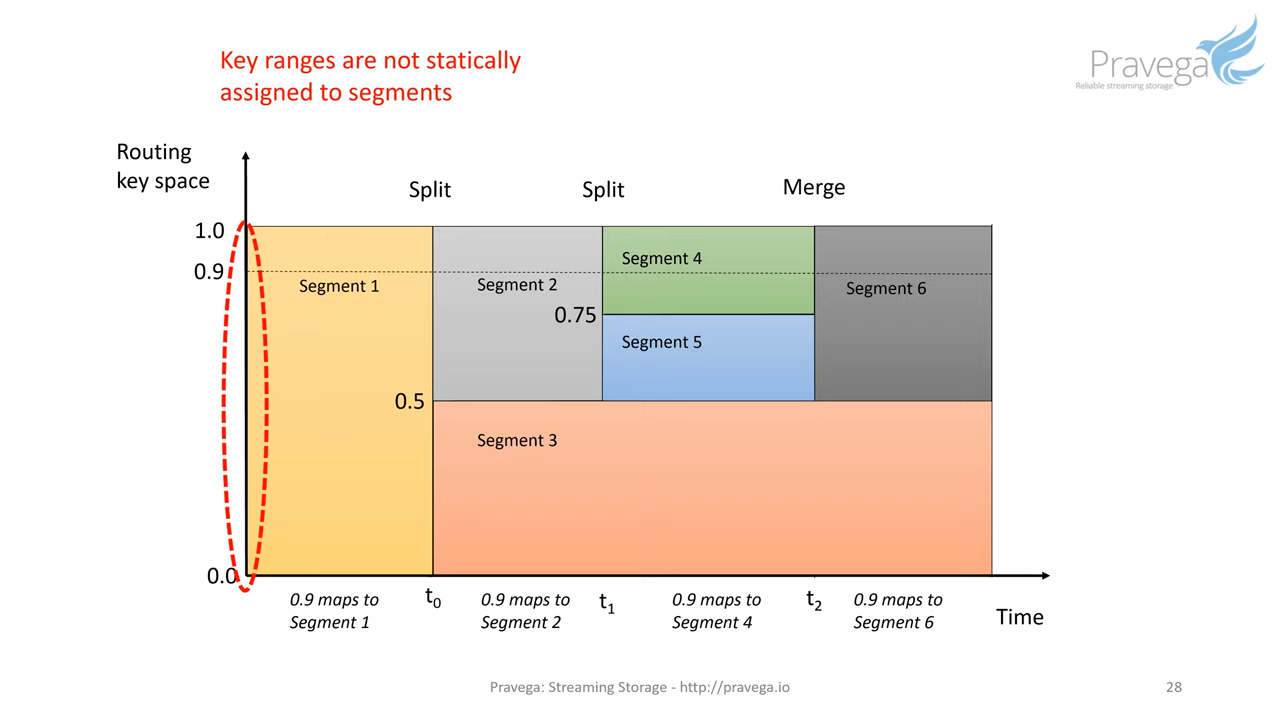 Key ranges are not statically
assigned to segments
Pravega
Reliable streaming storage
Routing
key space
Split
Split
Merge
1.0
0.9
Segment 1
Segment 2
Segment 4
Segment 6
0.75
Segment 5
0.5
Segment 3
0.0
t0
t1
t2
0.9 maps to
Segment 1
0.9 maps to
Segment 2
0.9 maps to
Segment 4
0.9 maps to
Segment 6
Time
Pravega: Streaming Storage - http://pravega.io
28